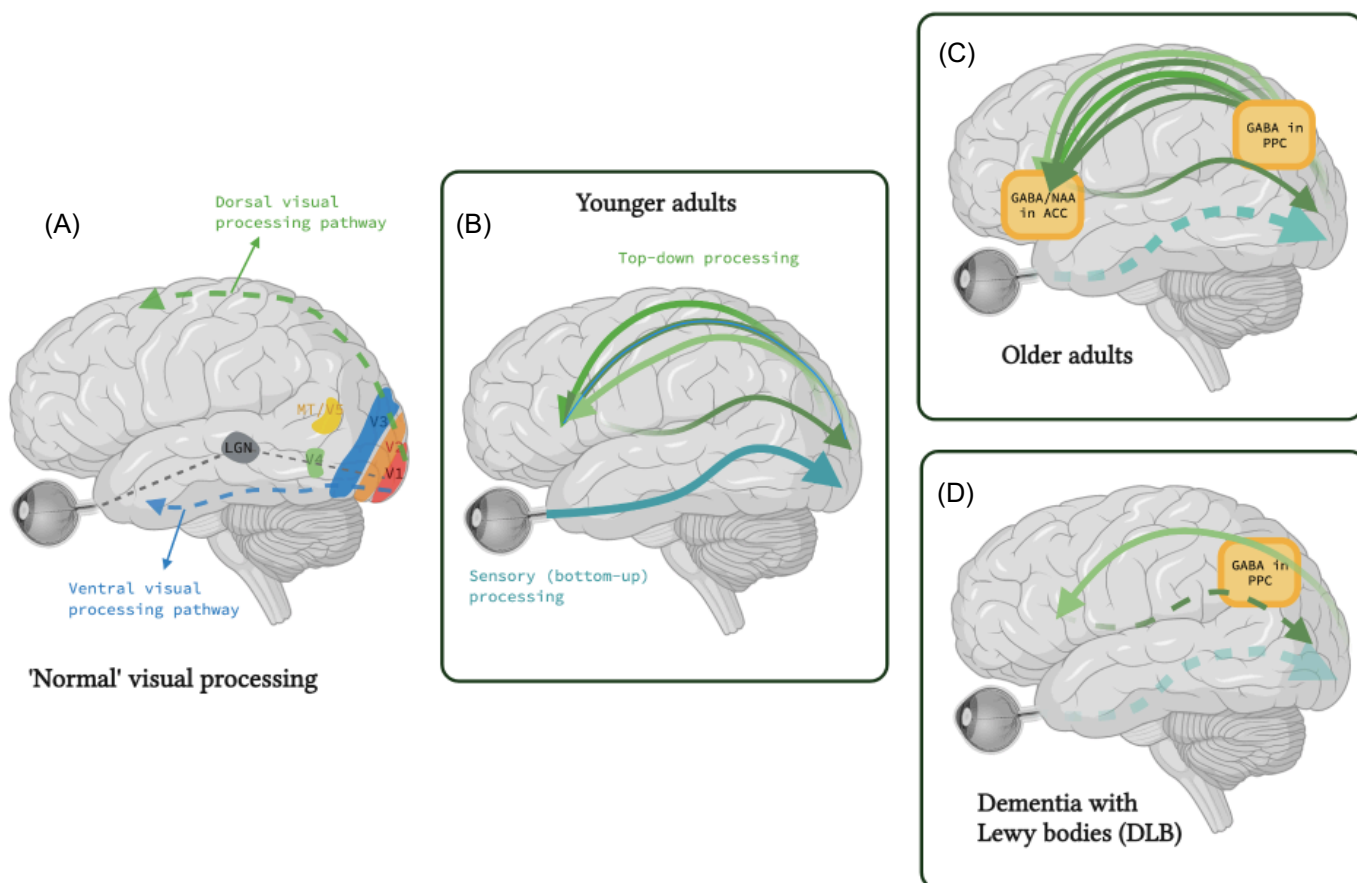 (A)
Dorsal visual
processing pathway
MT/V5
V3
V2
LGN
V4
V1
Ventral visual
processing pathway
'Normal' visual processing
(B)
Younger adults
Top-down processing
Sensory (bottom-up)
processing
(C)
GABA in
PPC
GABA/NAA
in ACC
Older adults
(D)
GABA in
PPC
Dementia with
Lewy bodies (DLB)